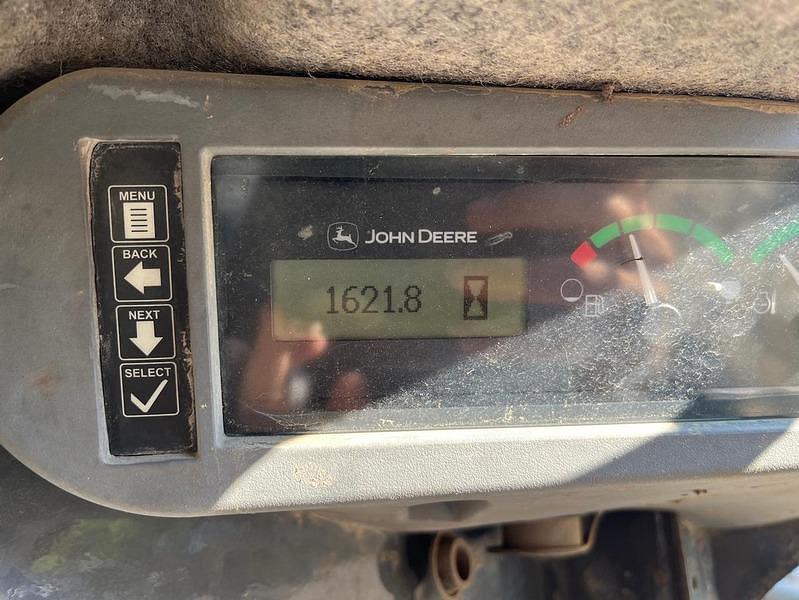 MENU
BACK
NEXT
SELECT
JOHN DEERE
1621.8